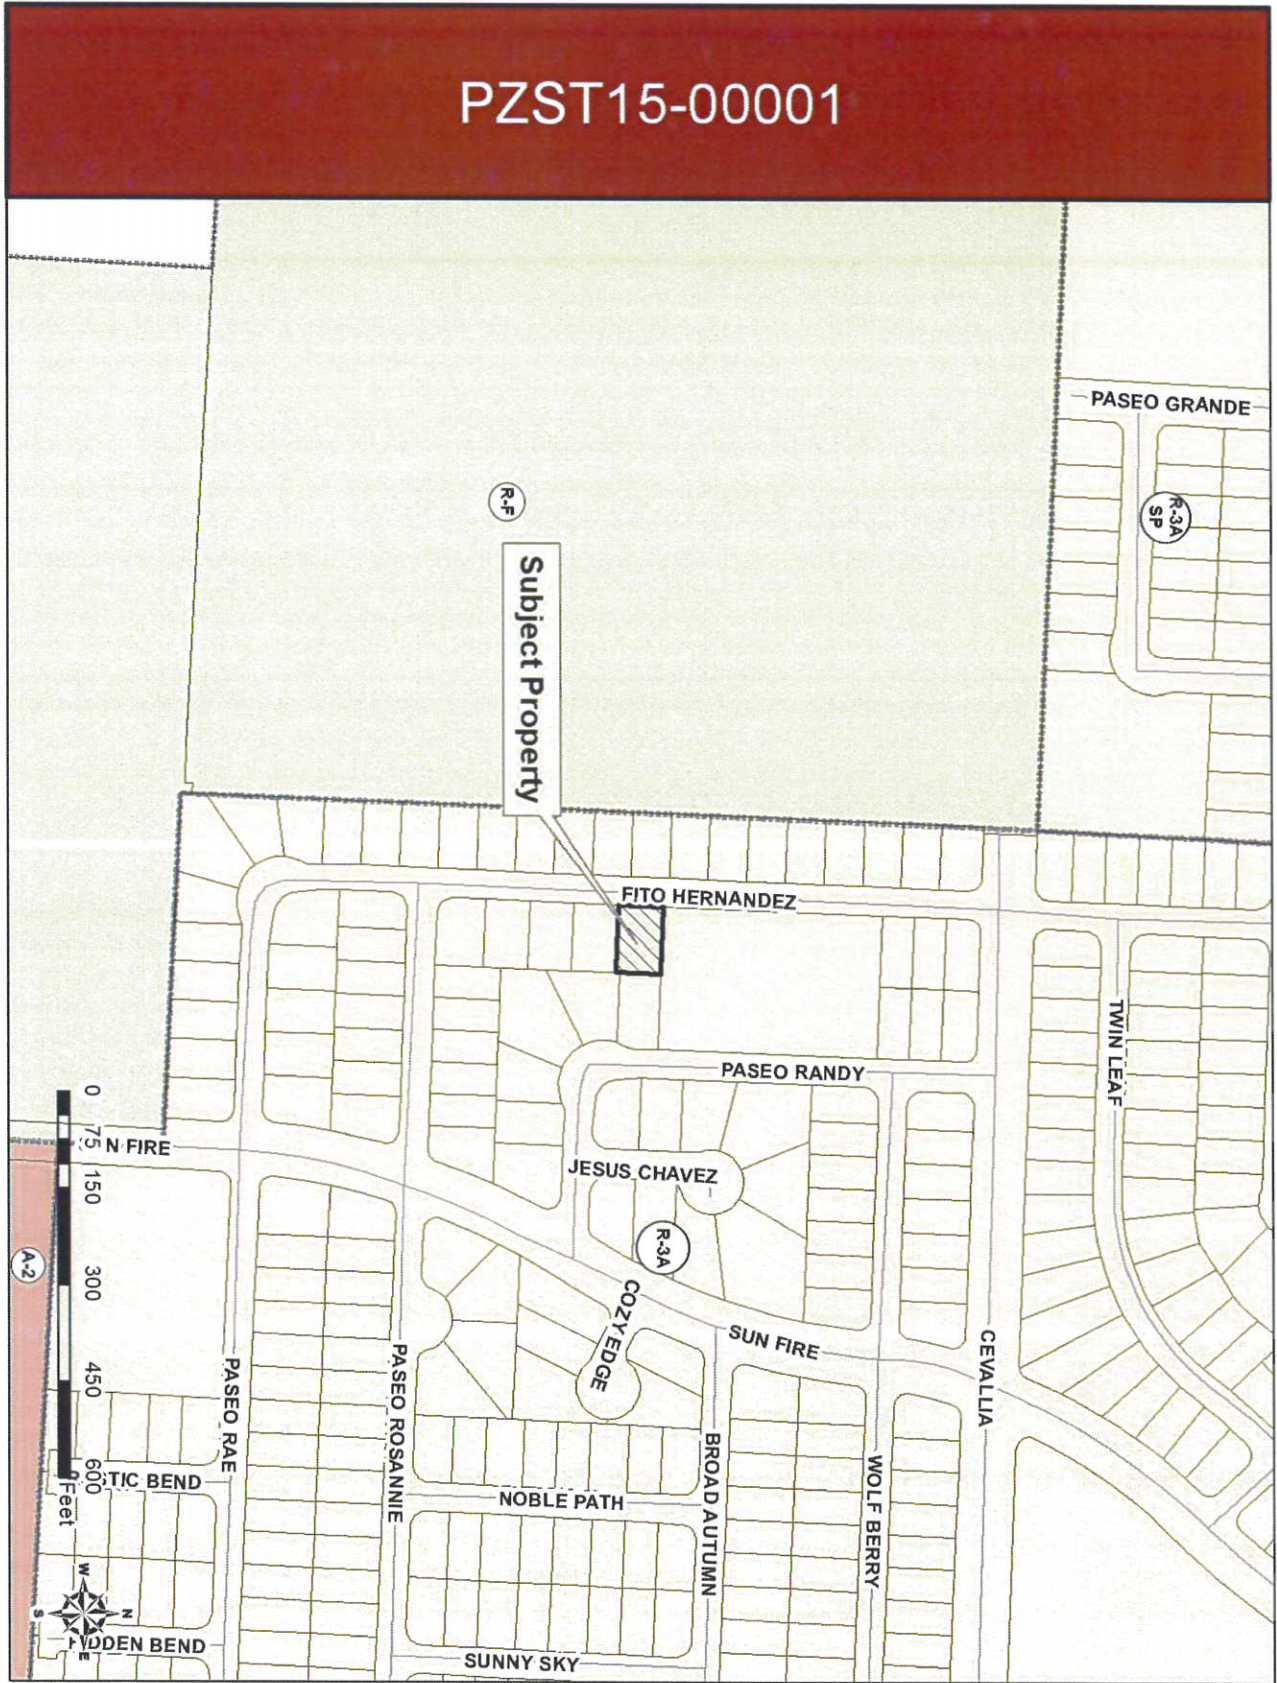 PZST15-00001
PASEO GRANDE
R-3A
SP
R-F
Subject Property
FITO HERNANDEZ
TWIN LEAF
PASEO RANDY
N FIRE
JESUS CHAVEZ
R-3A
COZY EDGE
SUN FIRE
CEVALLIA
A-2
PASEO RAE
PASEO ROSANNIE
BROAD AUTUMN
WOLF BERRY
STIC BEND
NOBLE PATH
DDEN BEND
SUNNY SKY
0 75 150 300 450 600
Feet
N
W
E
S